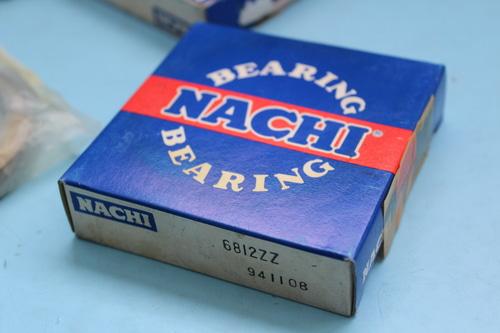 BEARING
NACHI®
BEARING
NACHI
6812ZZ
941108